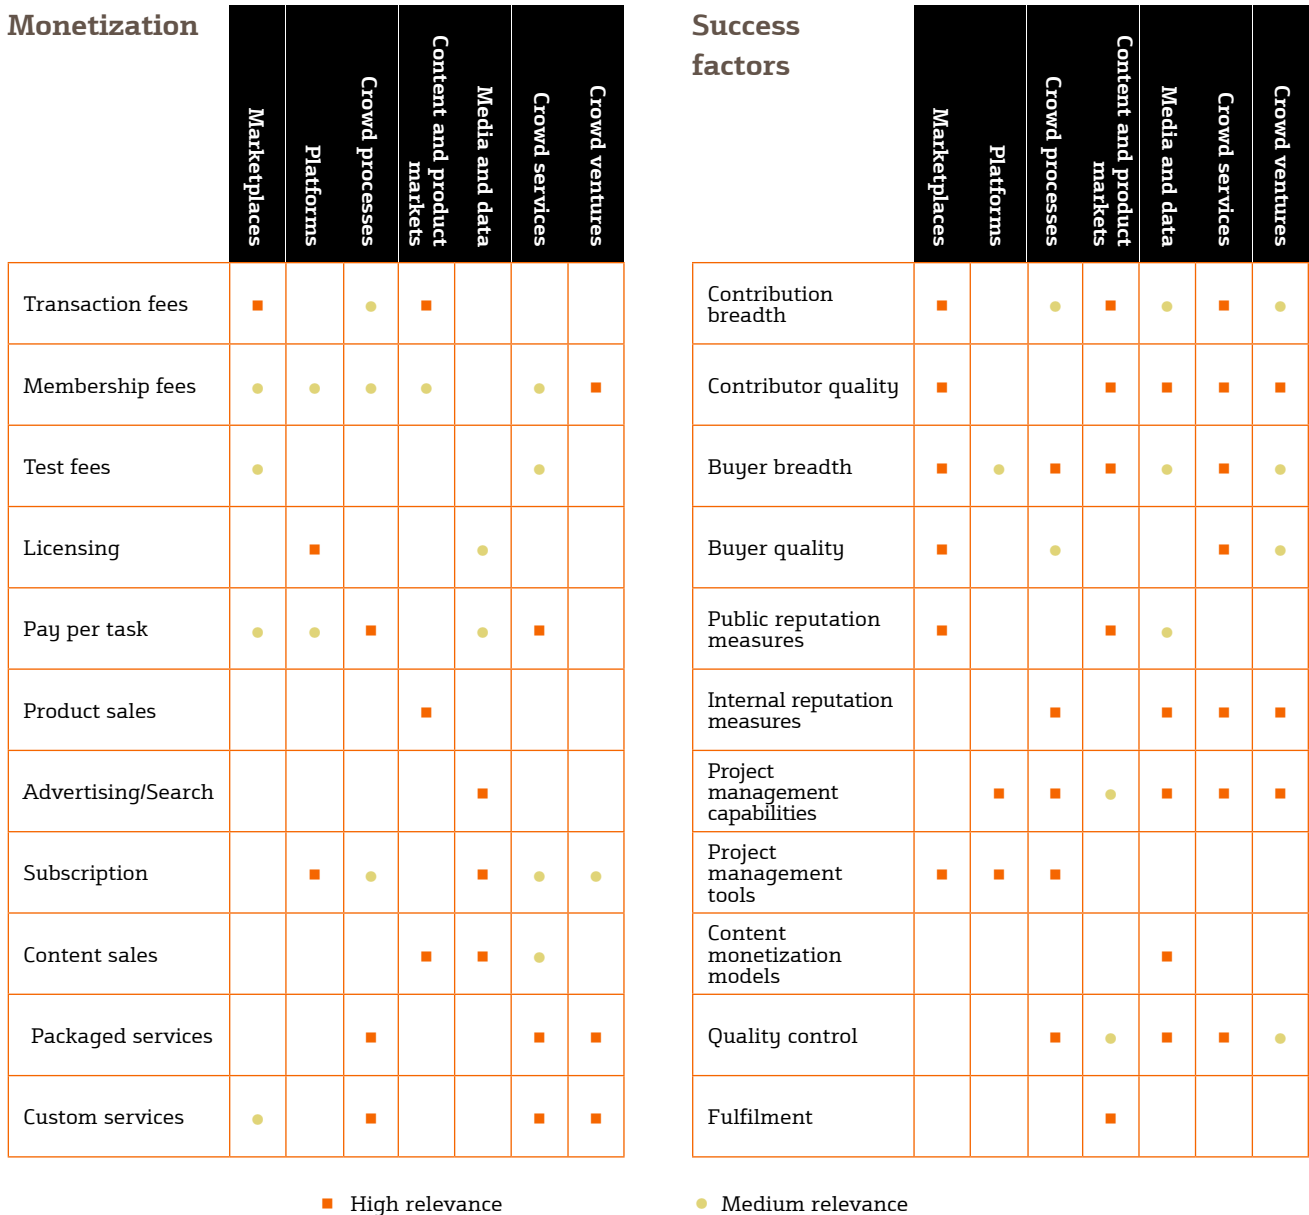 Monetization
Marketplaces
Platforms
Crowd processes
Content and product
markets
Media and data
Crowd services
Crowd ventures
Transaction fees
Membership fees
Test fees
Licensing
Pay per task
Product sales
Advertising/Search
Subscription
Content sales
Packaged services
Custom services
Success
factors
Marketplaces
Platforms
Crowd processes
Content and product
markets
Media and data
Crowd services
Crowd ventures
Contribution
breadth
Contributor quality
Buyer breadth
Buyer quality
Public reputation
measures
Internal reputation
measures
Project
management
capabilities
Project
management
tools
Content
monetization
models
Quality control
Fulfilment
High relevance
Medium relevance